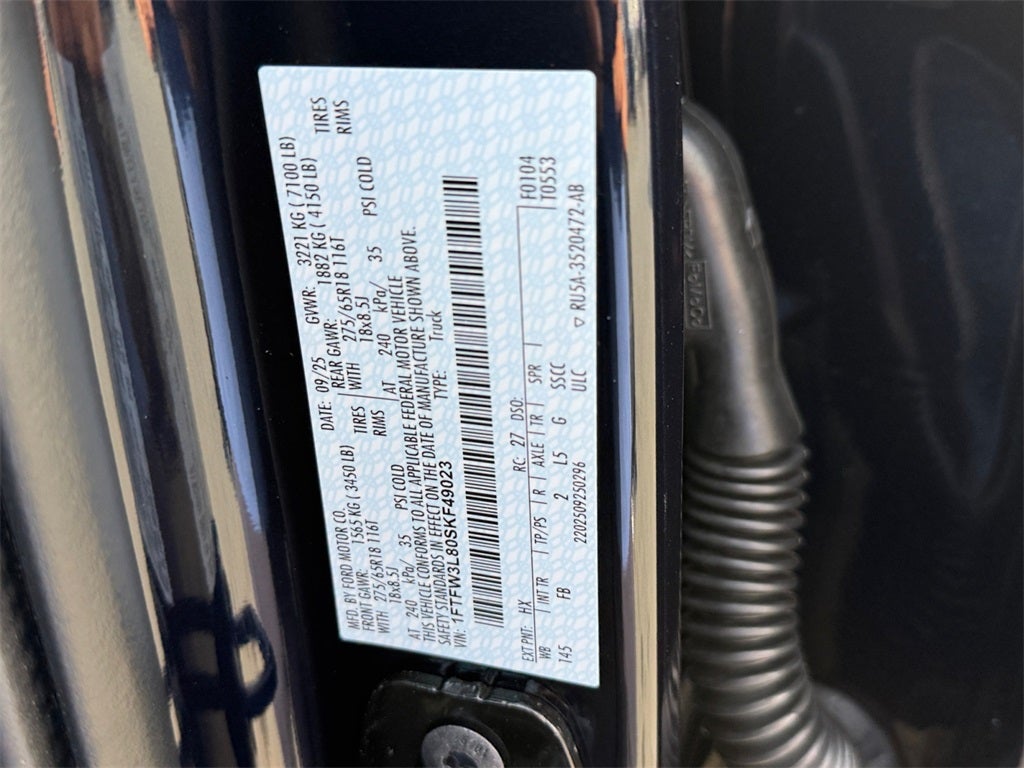 MFD. BY FORD MOTOR CO. DATE: 09/25 GVWR: 3221 KG ( 7100 LB)
FRONT GAWR: 1565 KG ( 3450 LB) REAR GAWR: 1882 KG ( 4150 LB)
WITH 275/65R18 116T TIRES WITH 275/65R18 116T TIRES
18x8.5J RIMS 18x8.5J RIMS
AT 240 kPa/ 35 PSI COLD AT 240 kPa/ 35 PSI COLD
THIS VEHICLE CONFORMS TO ALL APPLICABLE FEDERAL MOTOR VEHICLE
SAFETY STANDARDS IN EFFECT ON THE DATE OF MANUFACTURE SHOWN ABOVE.
VIN: 1FTFW3L80SKF49023 TYPE: Truck
EXT PNT: HX RC: 27 DSO: F0104
WB INT TR TP/PS R AXLE TR SPR T0553
145 FB 2 L5 G SSCC
2202509250296 ULC ▽ RU5A-3520472-AB